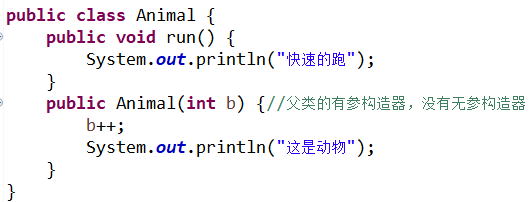 public class Animal {
public void run() {
System.out.println("快速的跑");
}
public Animal(int b) {//父类的有参构造器，没有无参构造器
b++;
System.out.println("这是动物");
}
}